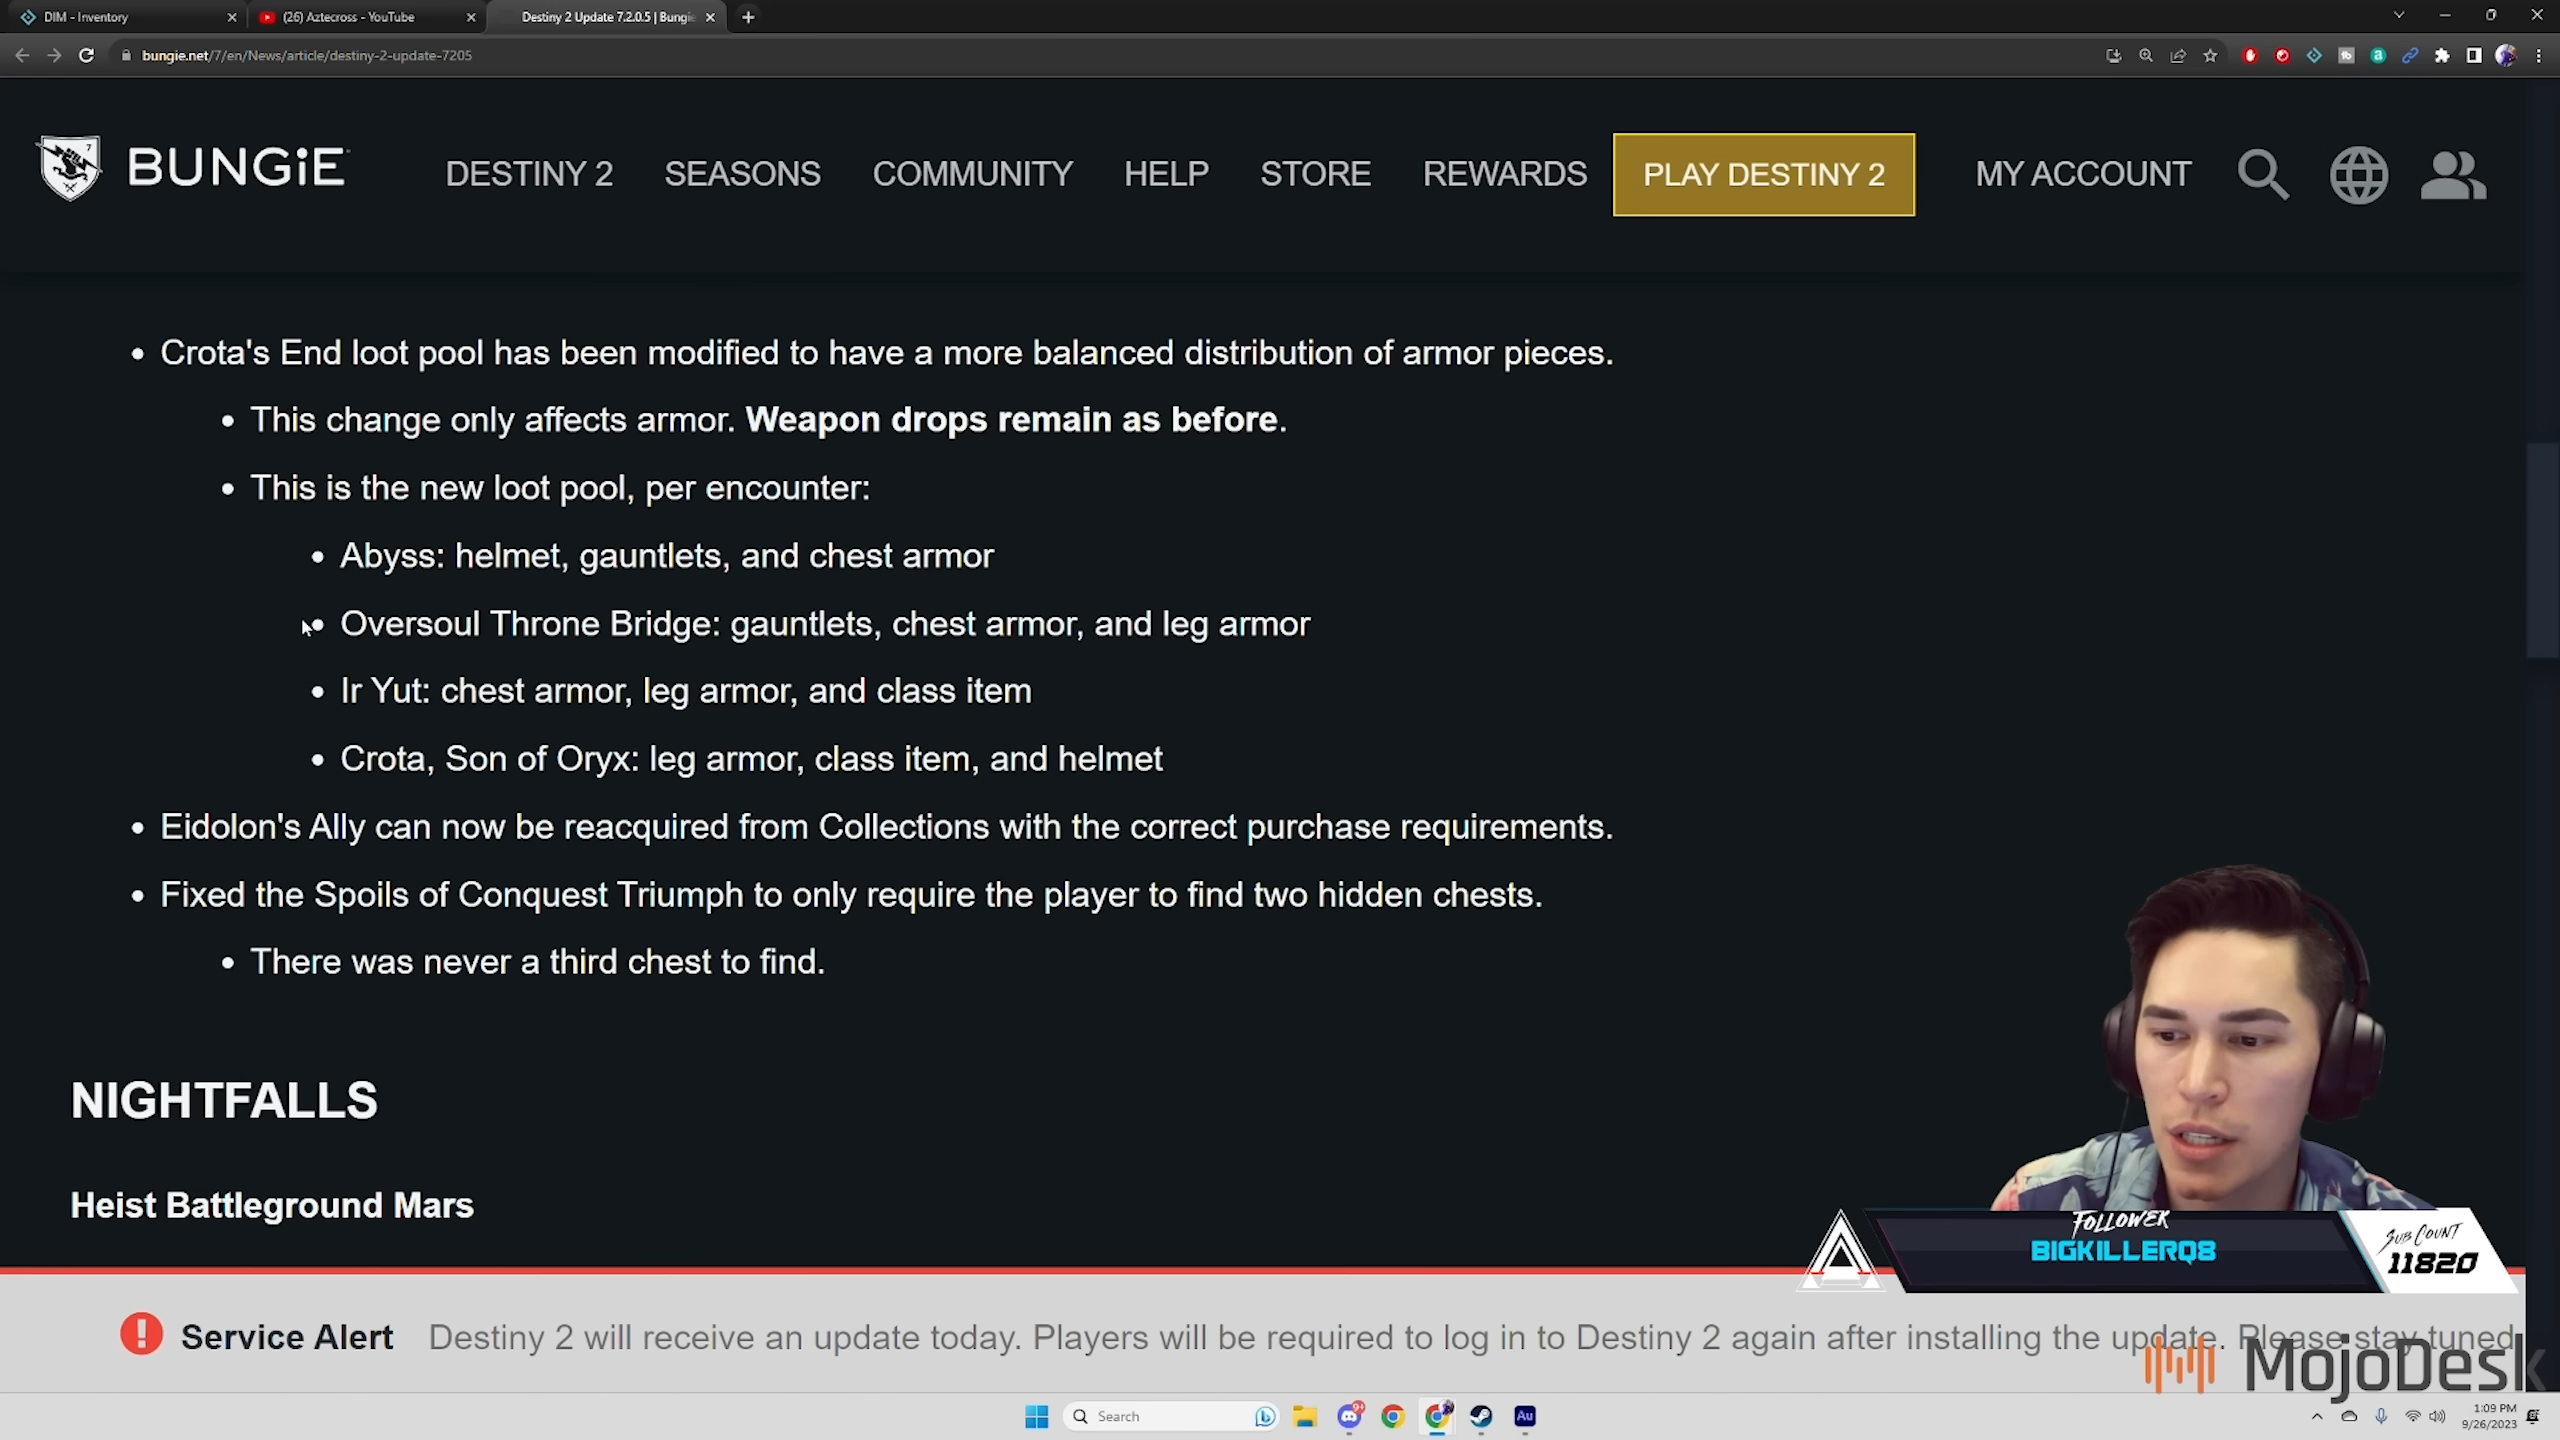 DIM - Inventory
(26) Aztecross - YouTube
Destiny 2 Update 7.2.0.5 | Bungie
bungie.net/7/en/News/article/destiny-2-update-7205
7
BUNGiE
DESTINY 2
SEASONS
COMMUNITY
HELP
STORE
REWARDS
PLAY DESTINY 2
MY ACCOUNT
• Crota's End loot pool has been modified to have a more balanced distribution of armor pieces.
• This change only affects armor. Weapon drops remain as before.
• This is the new loot pool, per encounter:
• Abyss: helmet, gauntlets, and chest armor
• Oversoul Throne Bridge: gauntlets, chest armor, and leg armor
• Ir Yut: chest armor, leg armor, and class item
• Crota, Son of Oryx: leg armor, class item, and helmet
• Eidolon's Ally can now be reacquired from Collections with the correct purchase requirements.
• Fixed the Spoils of Conquest Triumph to only require the player to find two hidden chests.
• There was never a third chest to find.
NIGHTFALLS
Heist Battleground Mars
FOLLOWER
BIGKILLERQ8
SUB COUNT
11820
Service Alert
Destiny 2 will receive an update today. Players will be required to log in to Destiny 2 again after installing the update. Please stay tuned
MojoDesk
Search
9+
Au
1:09 PM
9/26/2023